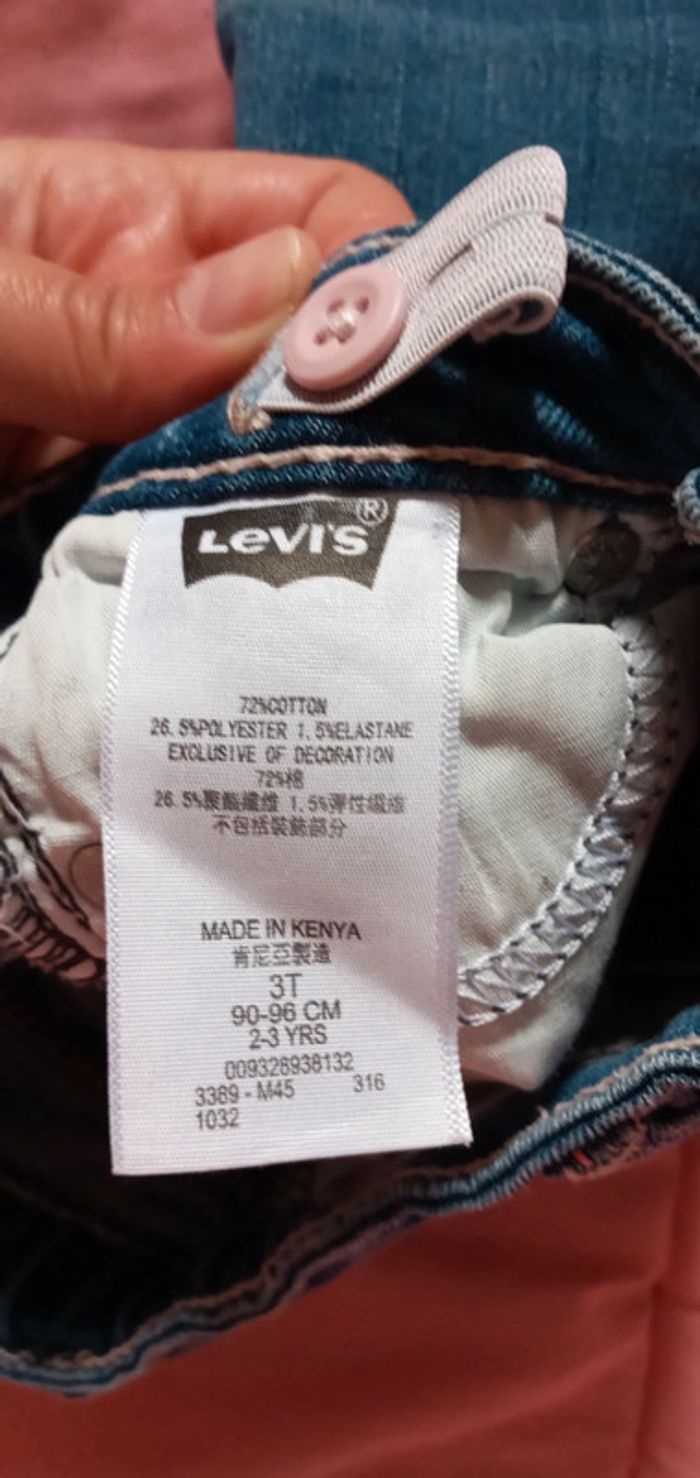 Levi's®
72%COTTON
26.5%POLYESTER 1.5%ELASTANE
EXCLUSIVE OF DECORATION
72%棉
26.5%聚酯纖維 1.5%弹性纖維
不包括裝飾部分
MADE IN KENYA
肯尼亞製造
3T
90-96 CM
2-3 YRS
009328938132
3389 - M45 316
1032